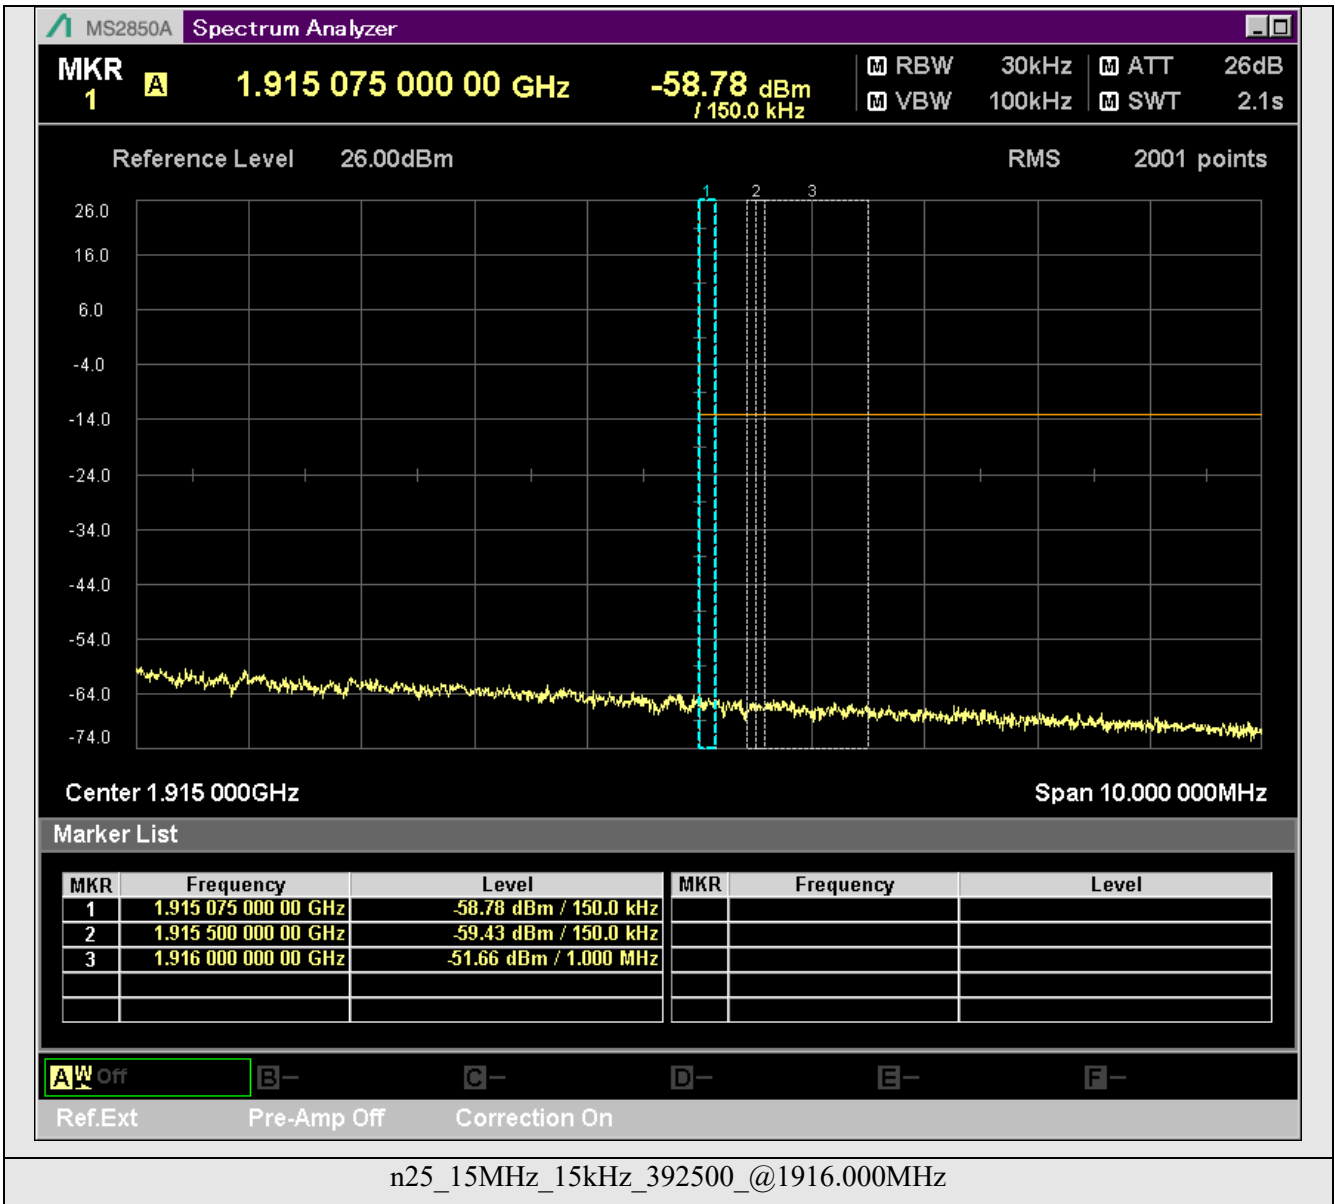 MS2850A Spectrum Analyzer
MKR 1 A 1.915 075 000 00 GHz -58.78 dBm / 150.0 kHz
M RBW 30kHz M ATT 26dB
M VBW 100kHz M SWT 2.1s
Reference Level 26.00dBm RMS 2001 points
1 2 3
26.0
16.0
6.0
-4.0
-14.0
-24.0
-34.0
-44.0
-54.0
-64.0
-74.0
Center 1.915 000GHz Span 10.000 000MHz
Marker List
MKR Frequency Level MKR Frequency Level
1 1.915 075 000 00 GHz -58.78 dBm / 150.0 kHz
2 1.915 500 000 00 GHz -59.43 dBm / 150.0 kHz
3 1.916 000 000 00 GHz -51.66 dBm / 1.000 MHz
A W Off B- C- D- E- F-
Ref.Ext Pre-Amp Off Correction On
n25_15MHz_15kHz_392500_@1916.000MHz